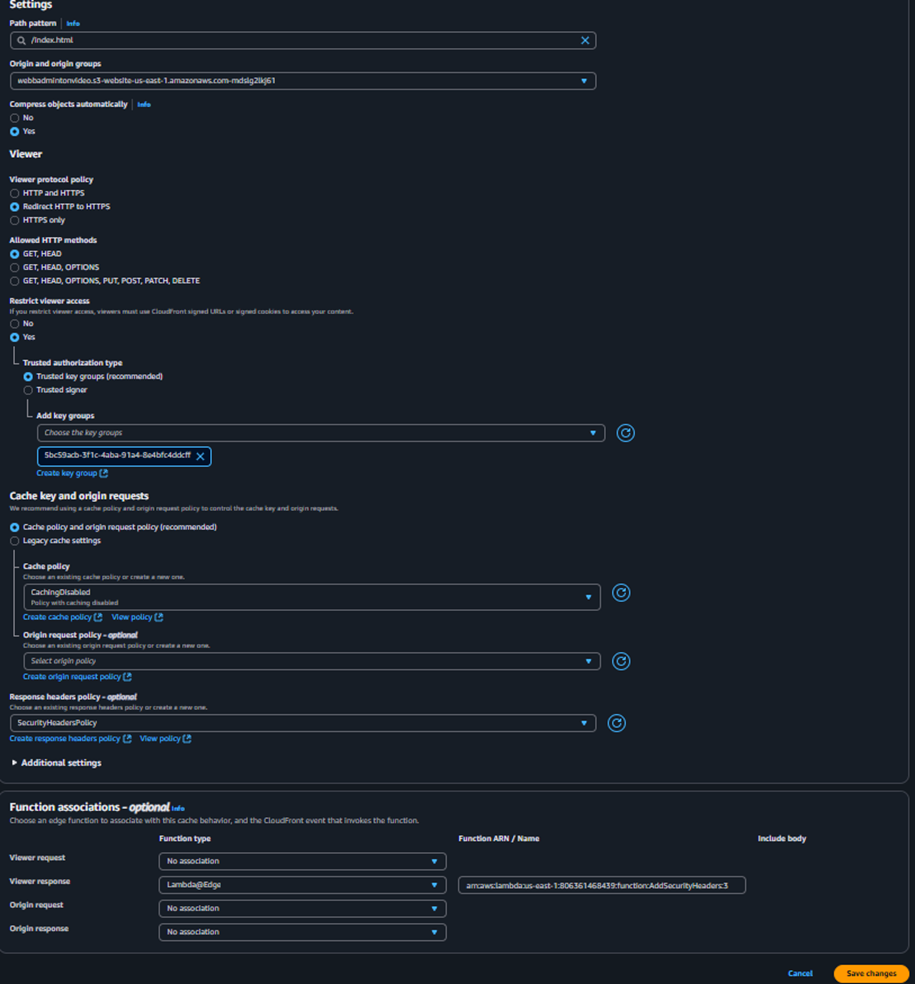 Settings
Path pattern | Info
/index.html
Origin and origin groups
webbadmintonvideo.s3-website-us-east-1.amazonaws.com-mdslg2lkj61
Compress objects automatically | Info
No
Yes
Viewer
Viewer protocol policy
HTTP and HTTPS
Redirect HTTP to HTTPS
HTTPS only
Allowed HTTP methods
GET, HEAD
GET, HEAD, OPTIONS
GET, HEAD, OPTIONS, PUT, POST, PATCH, DELETE
Restrict viewer access
If you restrict viewer access, viewers must use CloudFront signed URLs or signed cookies to access your content.
No
Yes
Trusted authorization type
Trusted key groups (recommended)
Trusted signer
Add key groups
Choose the key groups
5bc59acb-3f1c-4aba-91a4-8e4bfc4ddcff
Create key group
Cache key and origin requests
We recommend using a cache policy and origin request policy to control the cache key and origin requests.
Cache policy and origin request policy (recommended)
Legacy cache settings
Cache policy
Choose an existing cache policy or create a new one.
CachingDisabled
Policy with caching disabled
Create cache policy View policy
Origin request policy - optional
Choose an existing origin request policy or create a new one.
Select origin policy
Create origin request policy
Response headers policy - optional
Choose an existing response headers policy or create a new one.
SecurityHeadersPolicy
Create response headers policy View policy
Additional settings
Function associations - optional Info
Choose an edge function to associate with this cache behavior, and the CloudFront event that invokes the function.
Function type Function ARN / Name Include body
Viewer request No association
Viewer response Lambda@Edge arn:aws:lambda:us-east-1:806361468439:function:AddSecurityHeaders:3
Origin request No association
Origin response No association
Cancel Save changes